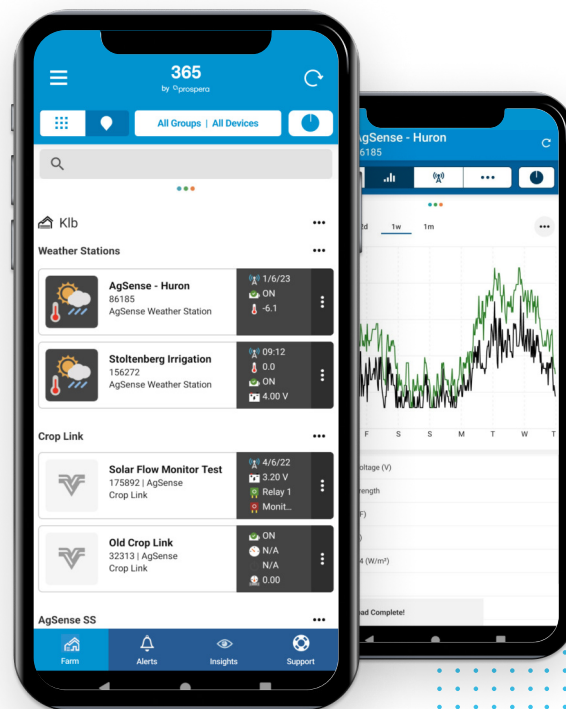 365
by prospera
All Groups | All Devices
Klb
Weather Stations
AgSense - Huron
86185
AgSense Weather Station
1/6/23
ON
-6.1
Stoltenberg Irrigation
156272
AgSense Weather Station
09:12
0.0
ON
4.00 V
Crop Link
Solar Flow Monitor Test
175892 | AgSense
Crop Link
4/6/22
3.20 V
Relay 1
Monit...
Old Crop Link
32313 | AgSense
Crop Link
ON
N/A
N/A
0.00
AgSense SS
Farm
Alerts
Insights
Support
AgSense - Huron
6185
2d 1w 1m
F S S M T W T
oltage (V)
rength
F)
)
4 (W/m²)
ad Complete!